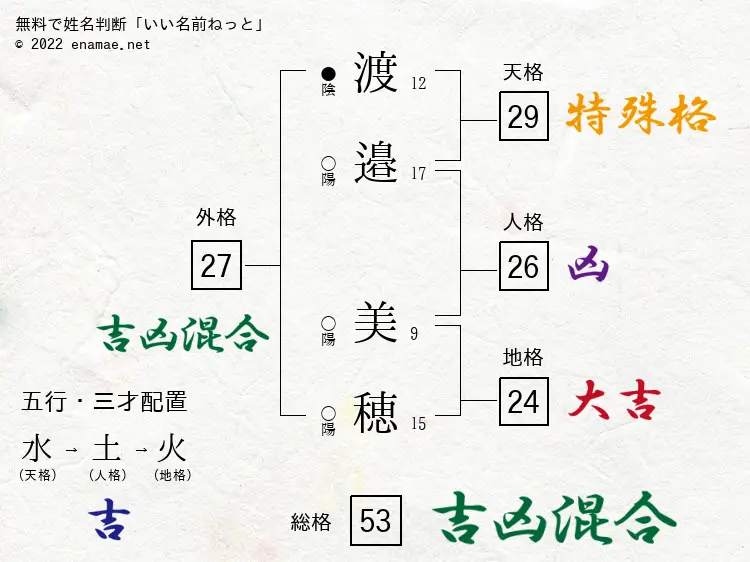 無料で姓名判断「いい名前ねっと」
© 2022 enamae.net
●陰 渡 12
○陽 邉 17
○陽 美 9
○陽 穂 15
天格
29 特殊格
人格
26 凶
地格
24 大吉
外格
27
吉凶混合
五行・三才配置
水 → 土 → 火
(天格) (人格) (地格)
吉
総格 53 吉凶混合